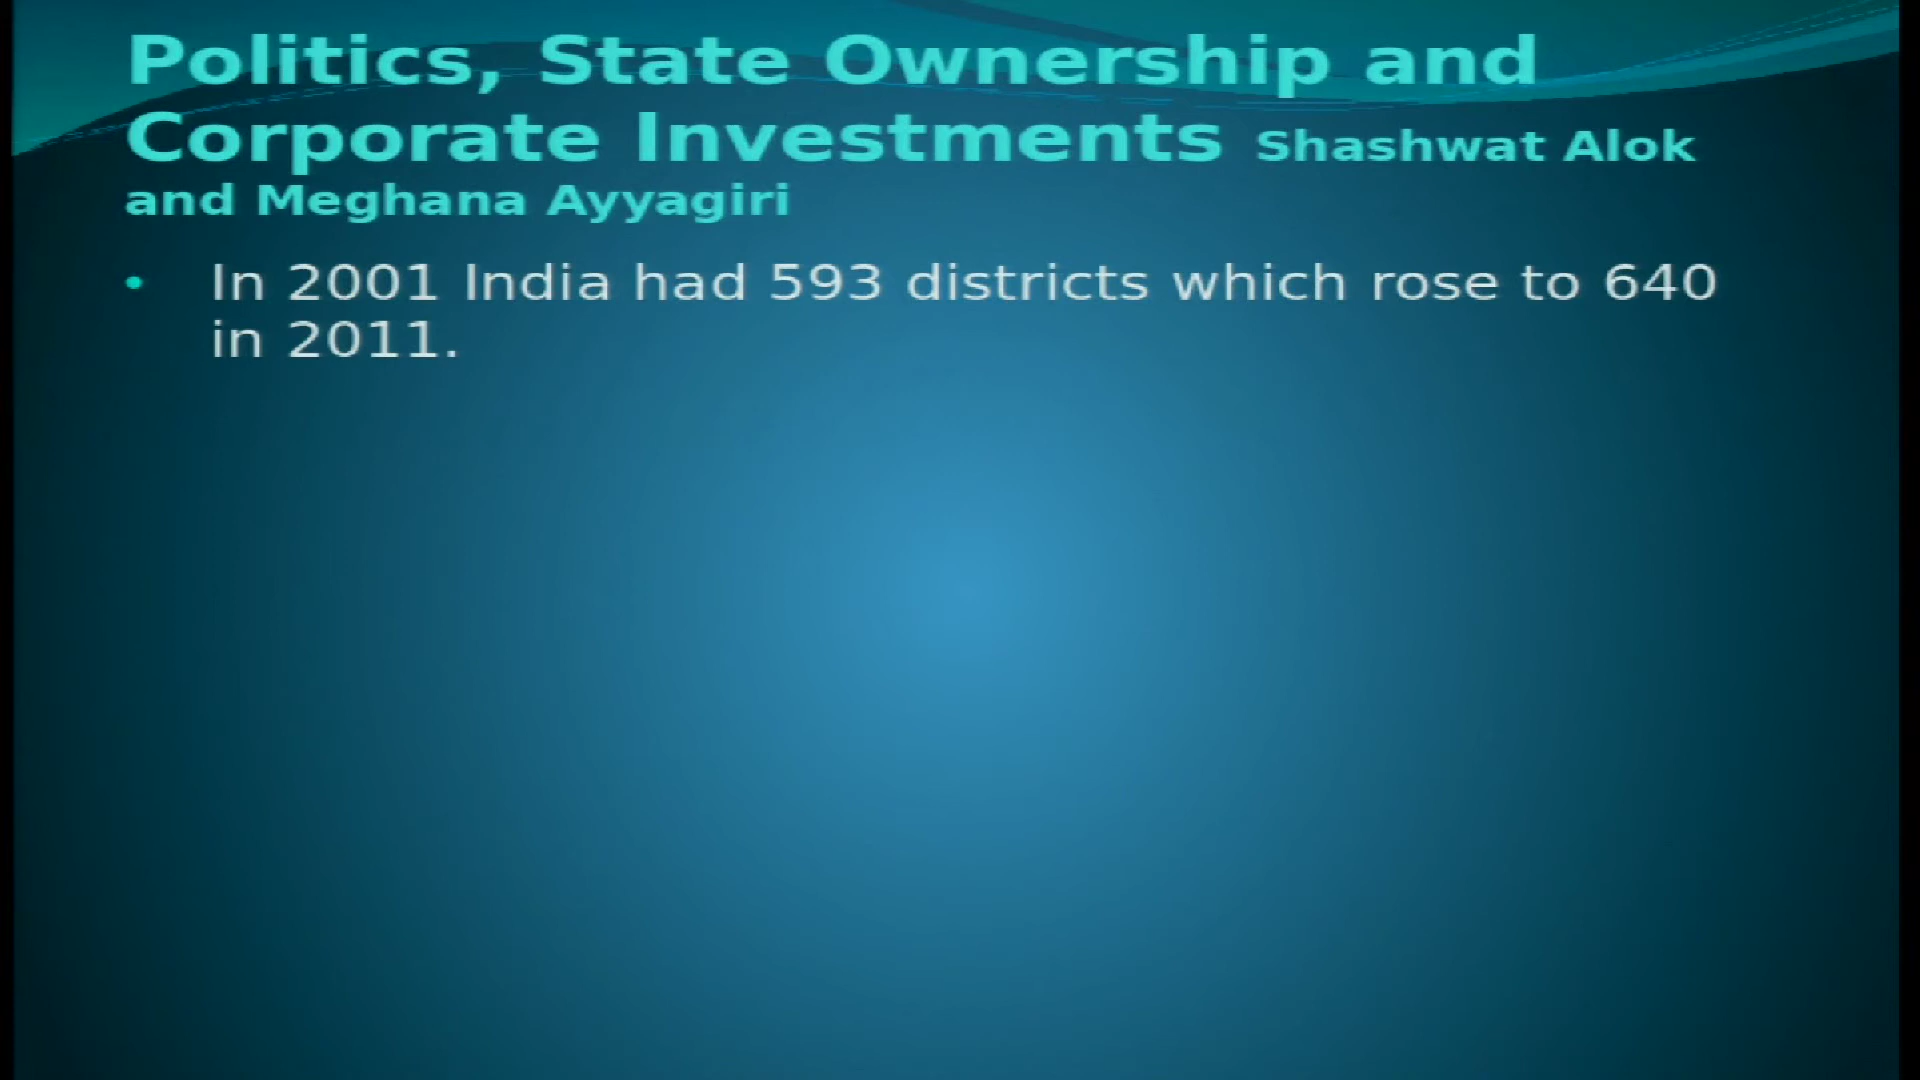 Politics, State Ownership and
Corporate Investments Shashwat Alok
and Meghana Ayyagiri
• In 2001 India had 593 districts which rose to 640
in 2011.